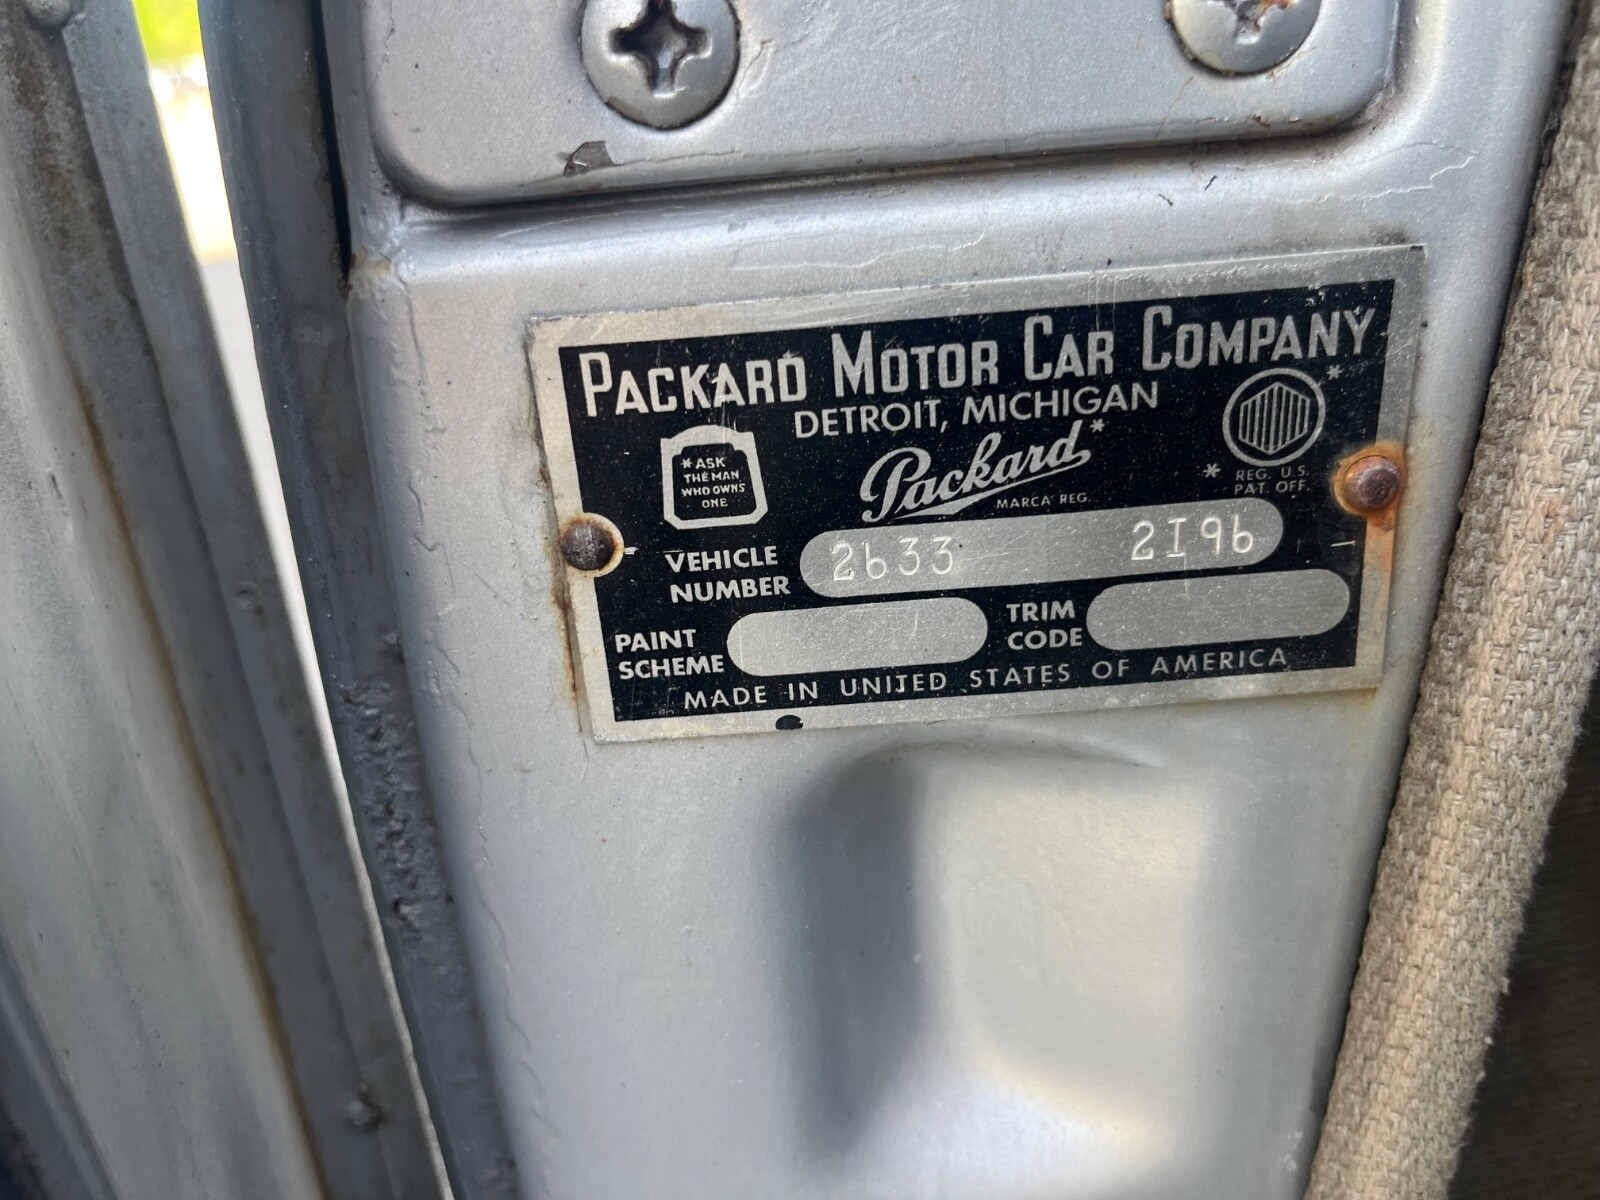 PACKARD MOTOR CAR COMPANY
DETROIT, MICHIGAN
*ASK
THE MAN
WHO OWNS
ONE
Packard*
MARCA REG.
*
* REG. U.S.
PAT. OFF.
VEHICLE
NUMBER
2633 2196
PAINT
SCHEME
TRIM
CODE
MADE IN UNITED STATES OF AMERICA